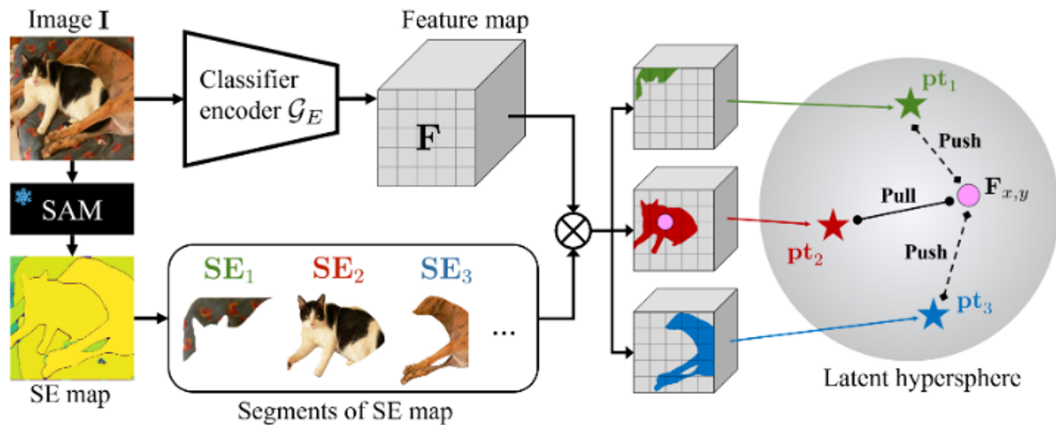 Image I
Feature map
Classifier
encoder 𝒢_E
F
SAM
SE₁
SE₂
SE₃
...
SE map
Segments of SE map
pt₁
Push
F_{x,y}
Pull
pt₂
Push
pt₃
Latent hypersphere